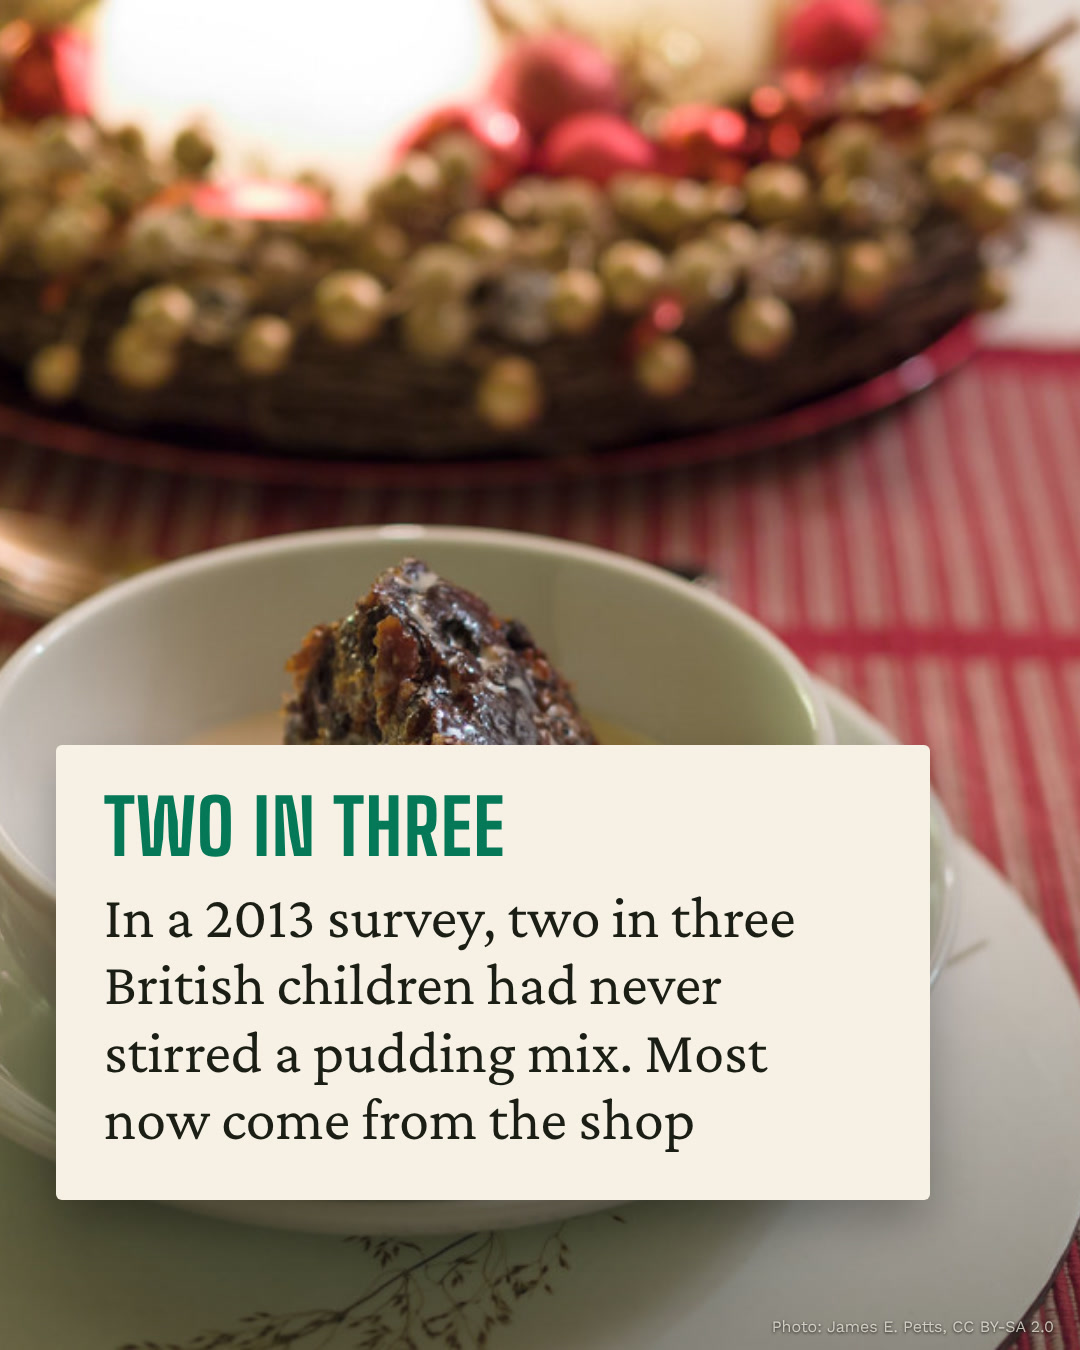 TWO IN THREE
In a 2013 survey, two in three
British children had never
stirred a pudding mix. Most
now come from the shop
Photo: James E. Petts, CC BY-SA 2.0